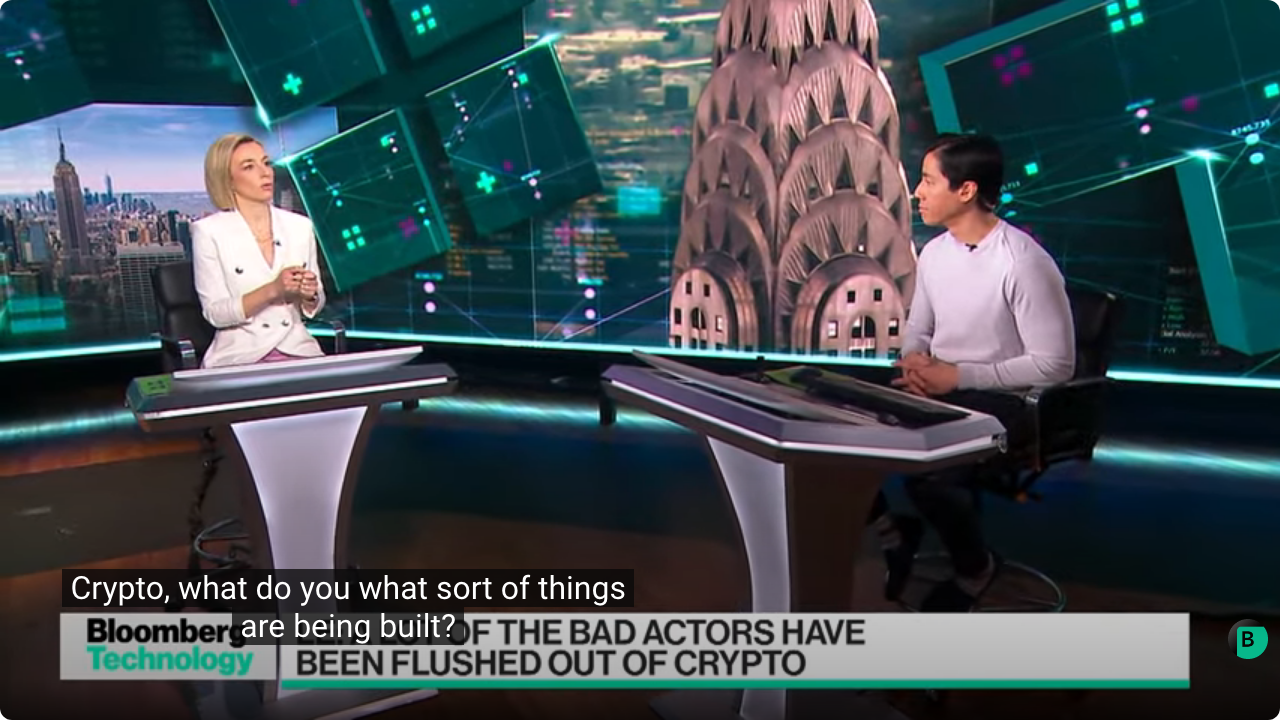 Crypto, what do you what sort of things
are being built?
Bloomberg
Technology
OF THE BAD ACTORS HAVE
BEEN FLUSHED OUT OF CRYPTO
B